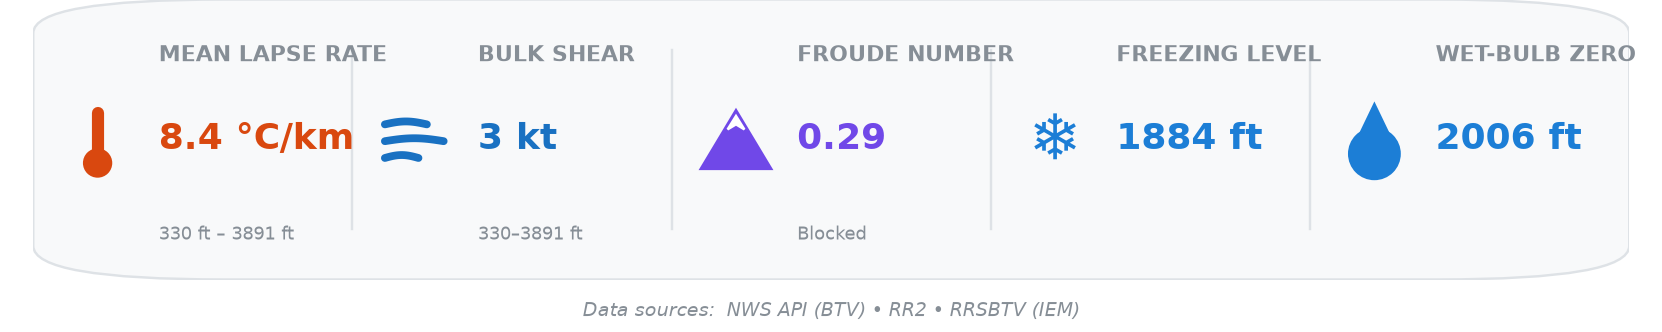 MEAN LAPSE RATE
8.4 °C/km
330 ft – 3891 ft
BULK SHEAR
3 kt
330–3891 ft
FROUDE NUMBER
0.29
Blocked
FREEZING LEVEL
1884 ft
WET-BULB ZERO
2006 ft
Data sources: NWS API (BTV) • RR2 • RRSBTV (IEM)